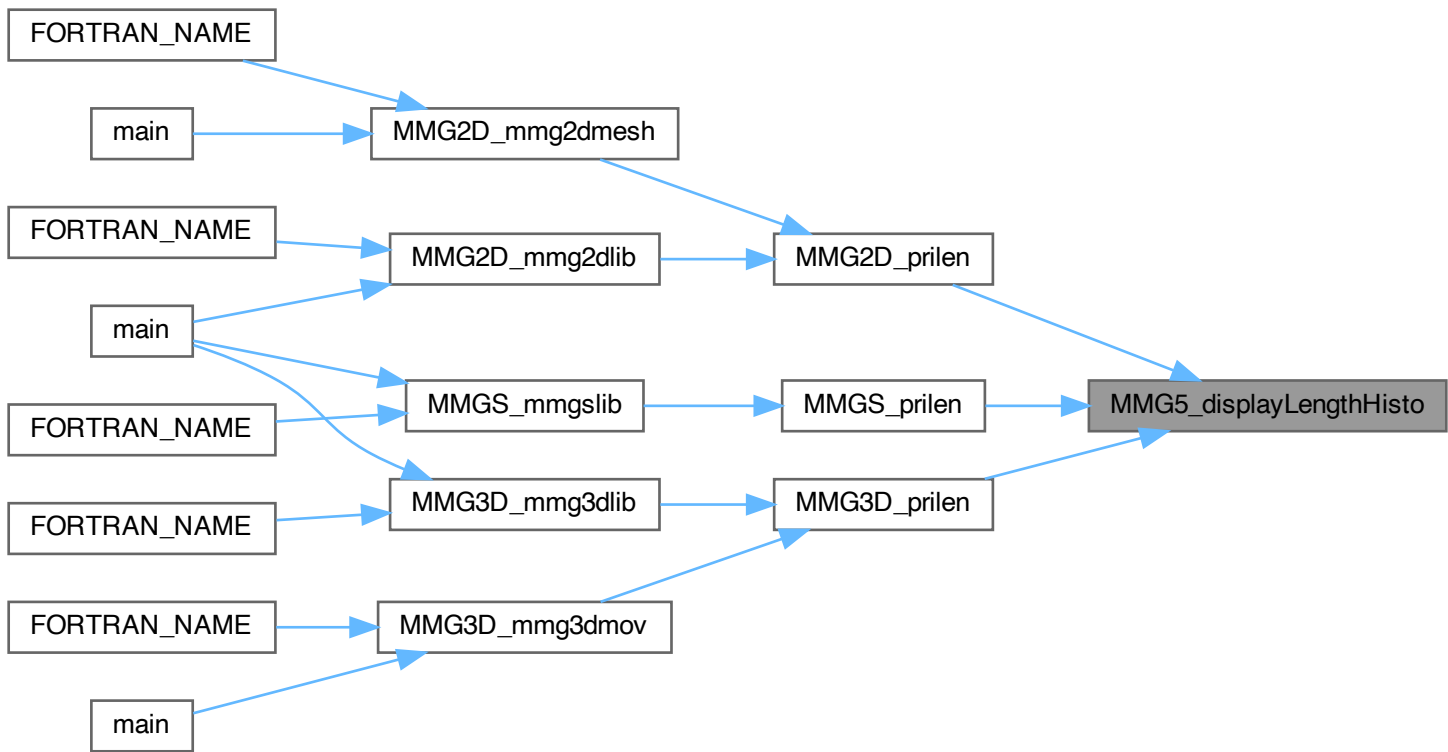 FORTRAN_NAME
main
MMG2D_mmg2dmesh
FORTRAN_NAME
MMG2D_mmg2dlib
MMG2D_prilen
main
MMGS_mmgslib
MMGS_prilen
MMG5_displayLengthHisto
FORTRAN_NAME
MMG3D_mmg3dlib
MMG3D_prilen
FORTRAN_NAME
FORTRAN_NAME
MMG3D_mmg3dmov
main